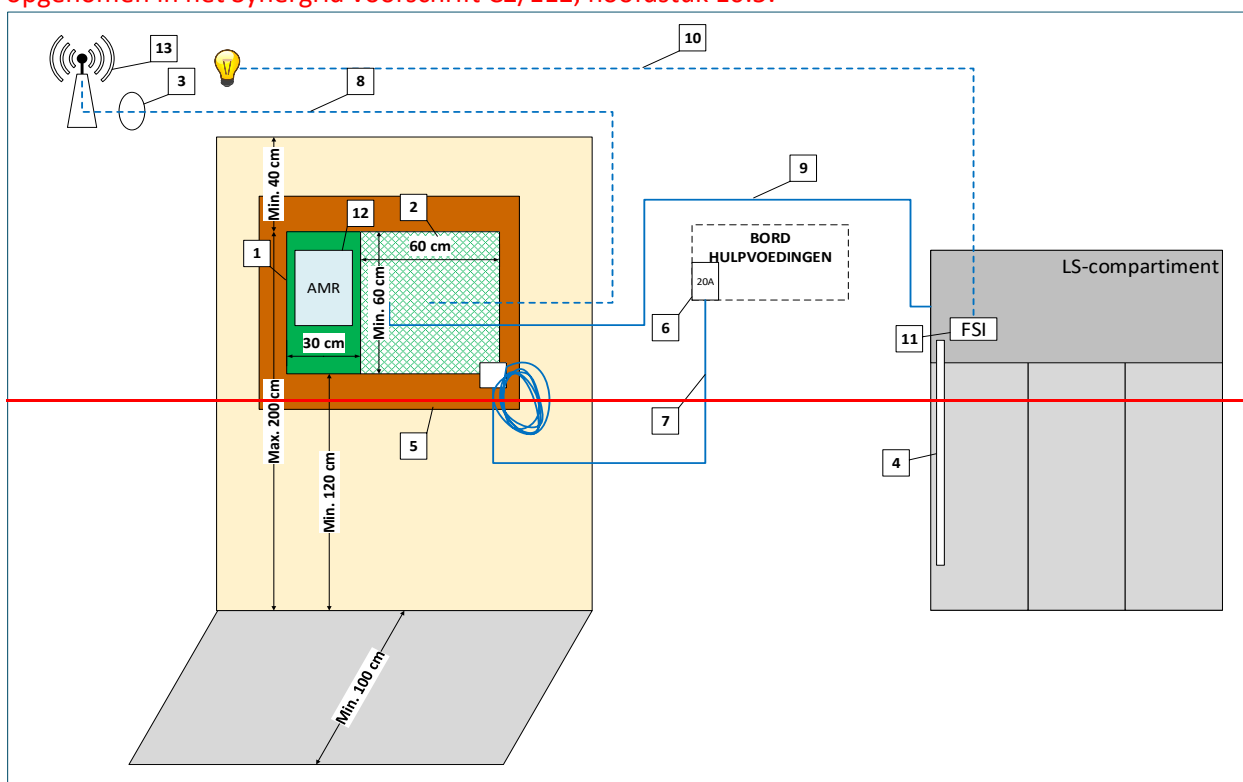 opgenomen in het Synergrid voorschrift C2/112, hoofdstuk 10.5.
13
3
8
10
9
Min. 40 cm
2
12
1
60 cm
AMR
Min. 60 cm
30 cm
BORD
HULPVOEDINGEN
20A
6
LS-compartiment
FSI
11
Max. 200 cm
Min. 120 cm
5
7
4
Min. 100 cm